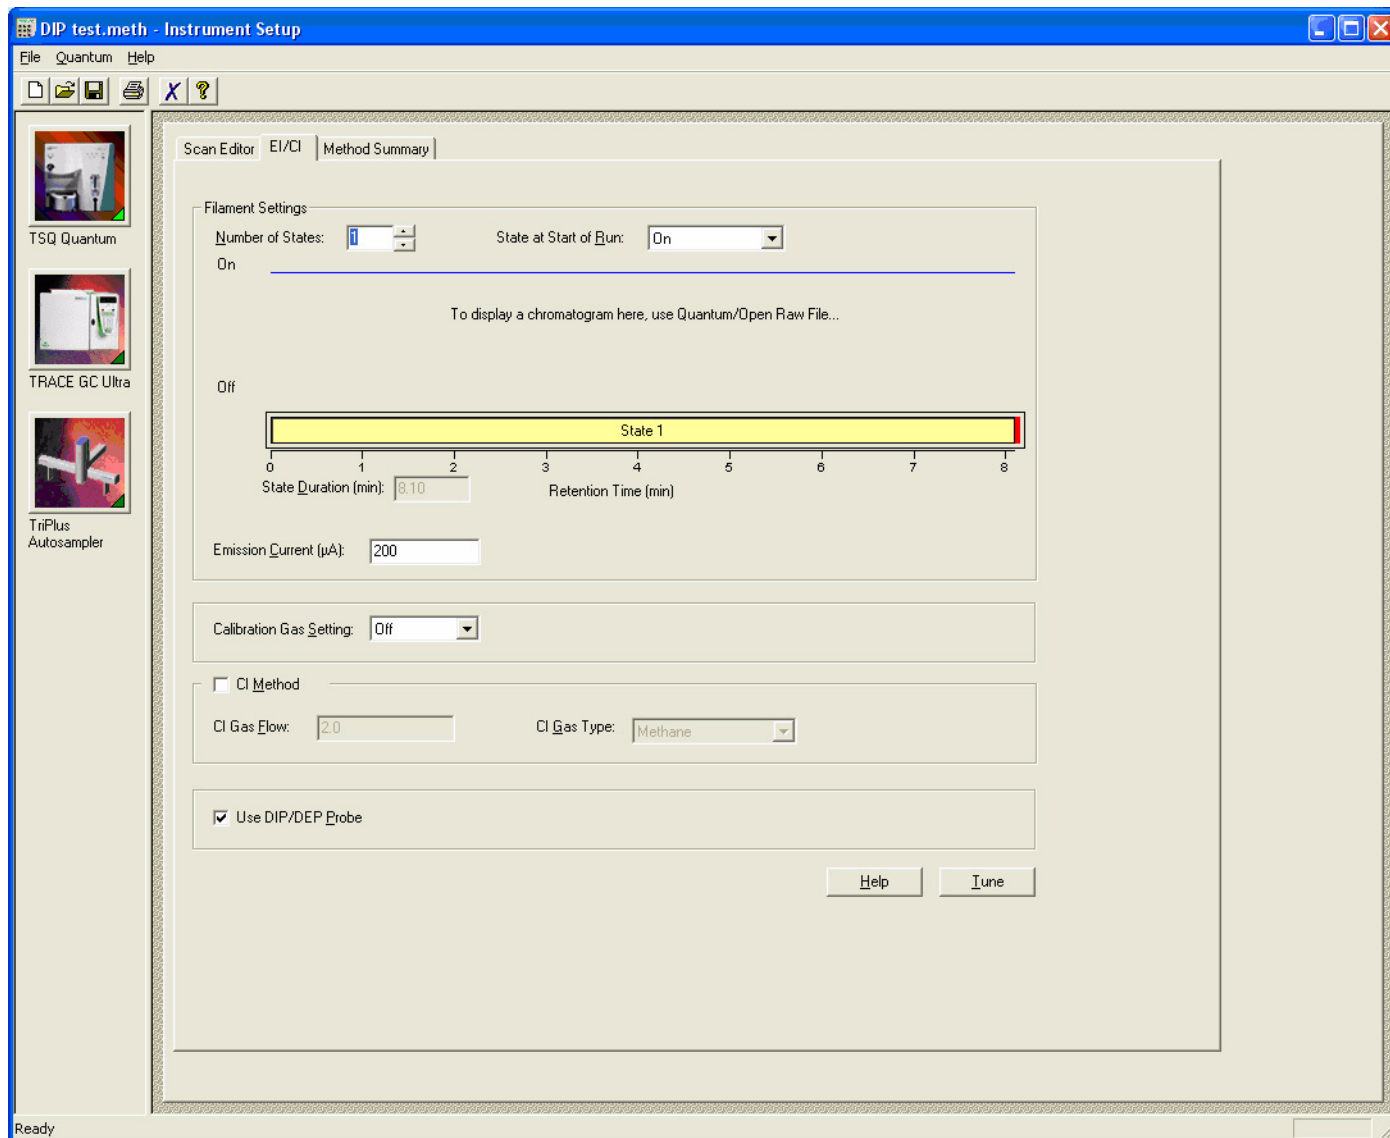 DIP test.meth - Instrument Setup
File Quantum Help
TSQ Quantum
TRACE GC Ultra
TriPlus
Autosampler
Scan Editor EI/CI Method Summary
Filament Settings
Number of States: 1 State at Start of Run: On
On
To display a chromatogram here, use Quantum/Open Raw File...
Off
State 1
0 1 2 3 4 5 6 7 8
State Duration (min): 8.10 Retention Time (min)
Emission Current (µA): 200
Calibration Gas Setting: Off
CI Method
CI Gas Flow: 2.0 CI Gas Type: Methane
Use DIP/DEP Probe
Help Tune
Ready